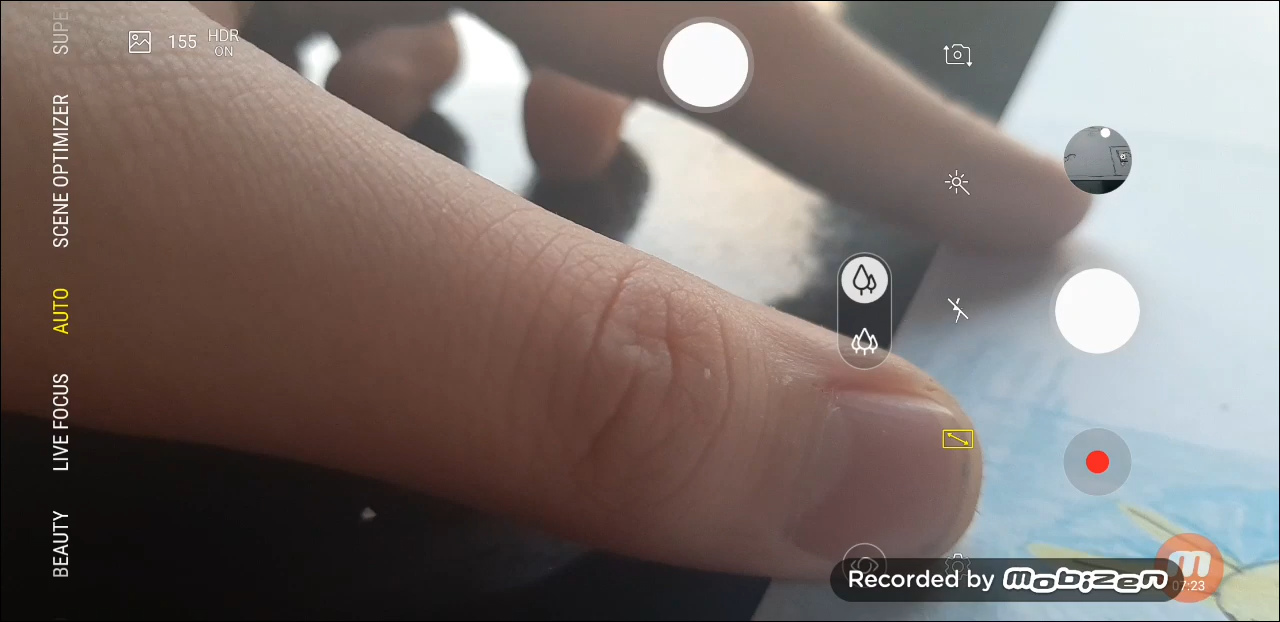 SUPER
155
HDR
ON
SCENE OPTIMIZER
AUTO
LIVE FOCUS
BEAUTY
Recorded by mobizen
m
07:23